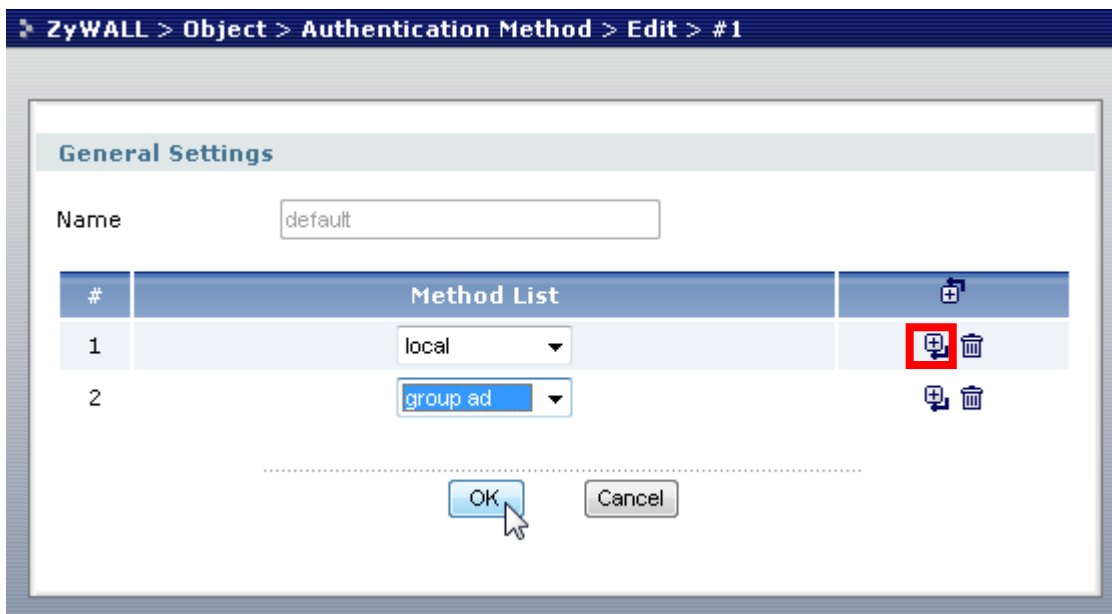 ZyWALL > Object > Authentication Method > Edit > #1
General Settings
Name default
# Method List
1 local
2 group ad
OK Cancel